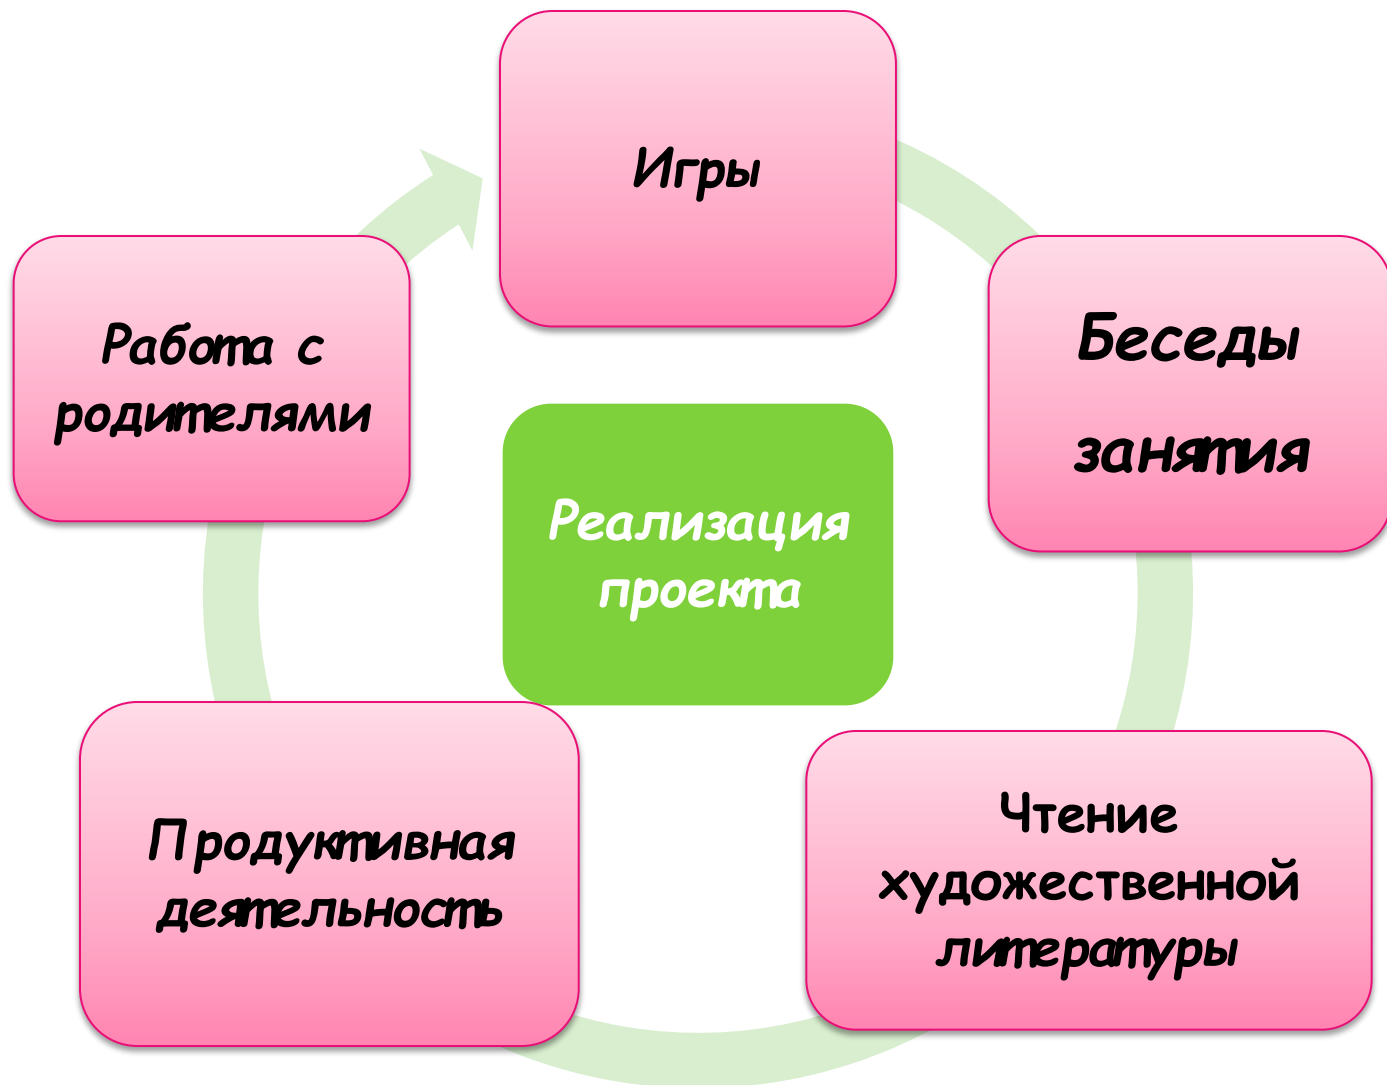 Игры
Беседы
занятия
Работа с
родителями
Реализация
проекта
Чтение
художественной
литературы
Продуктивная
деятельность